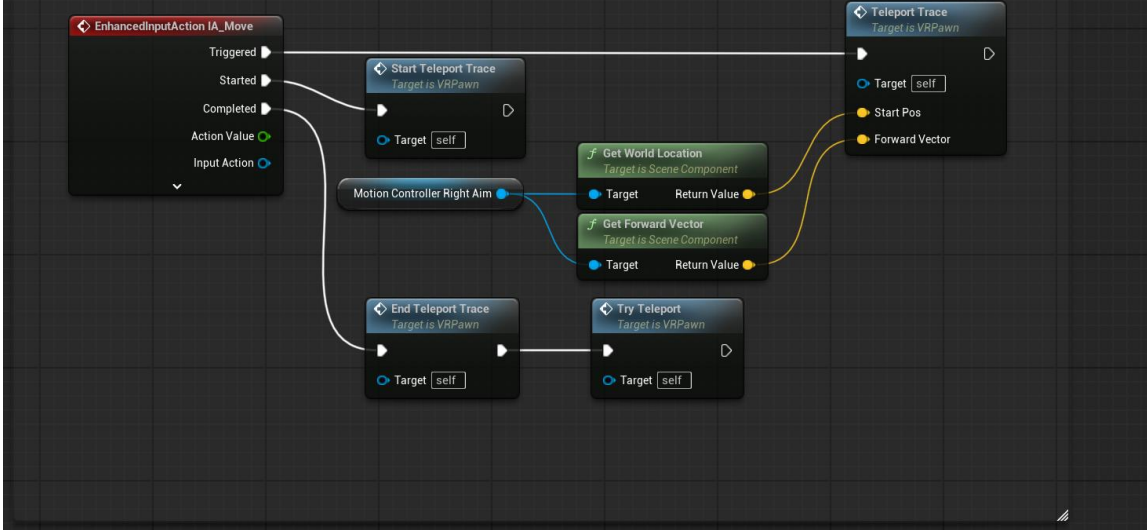 EnhancedInputAction IA_Move
Triggered
Started
Completed
Action Value
Input Action
Start Teleport Trace
Target is VRPawn
Target self
Motion Controller Right Aim
f Get World Location
Target is Scene Component
Target Return Value
f Get Forward Vector
Target is Scene Component
Target Return Value
Teleport Trace
Target is VRPawn
Target self
Start Pos
Forward Vector
End Teleport Trace
Target is VRPawn
Target self
Try Teleport
Target is VRPawn
Target self